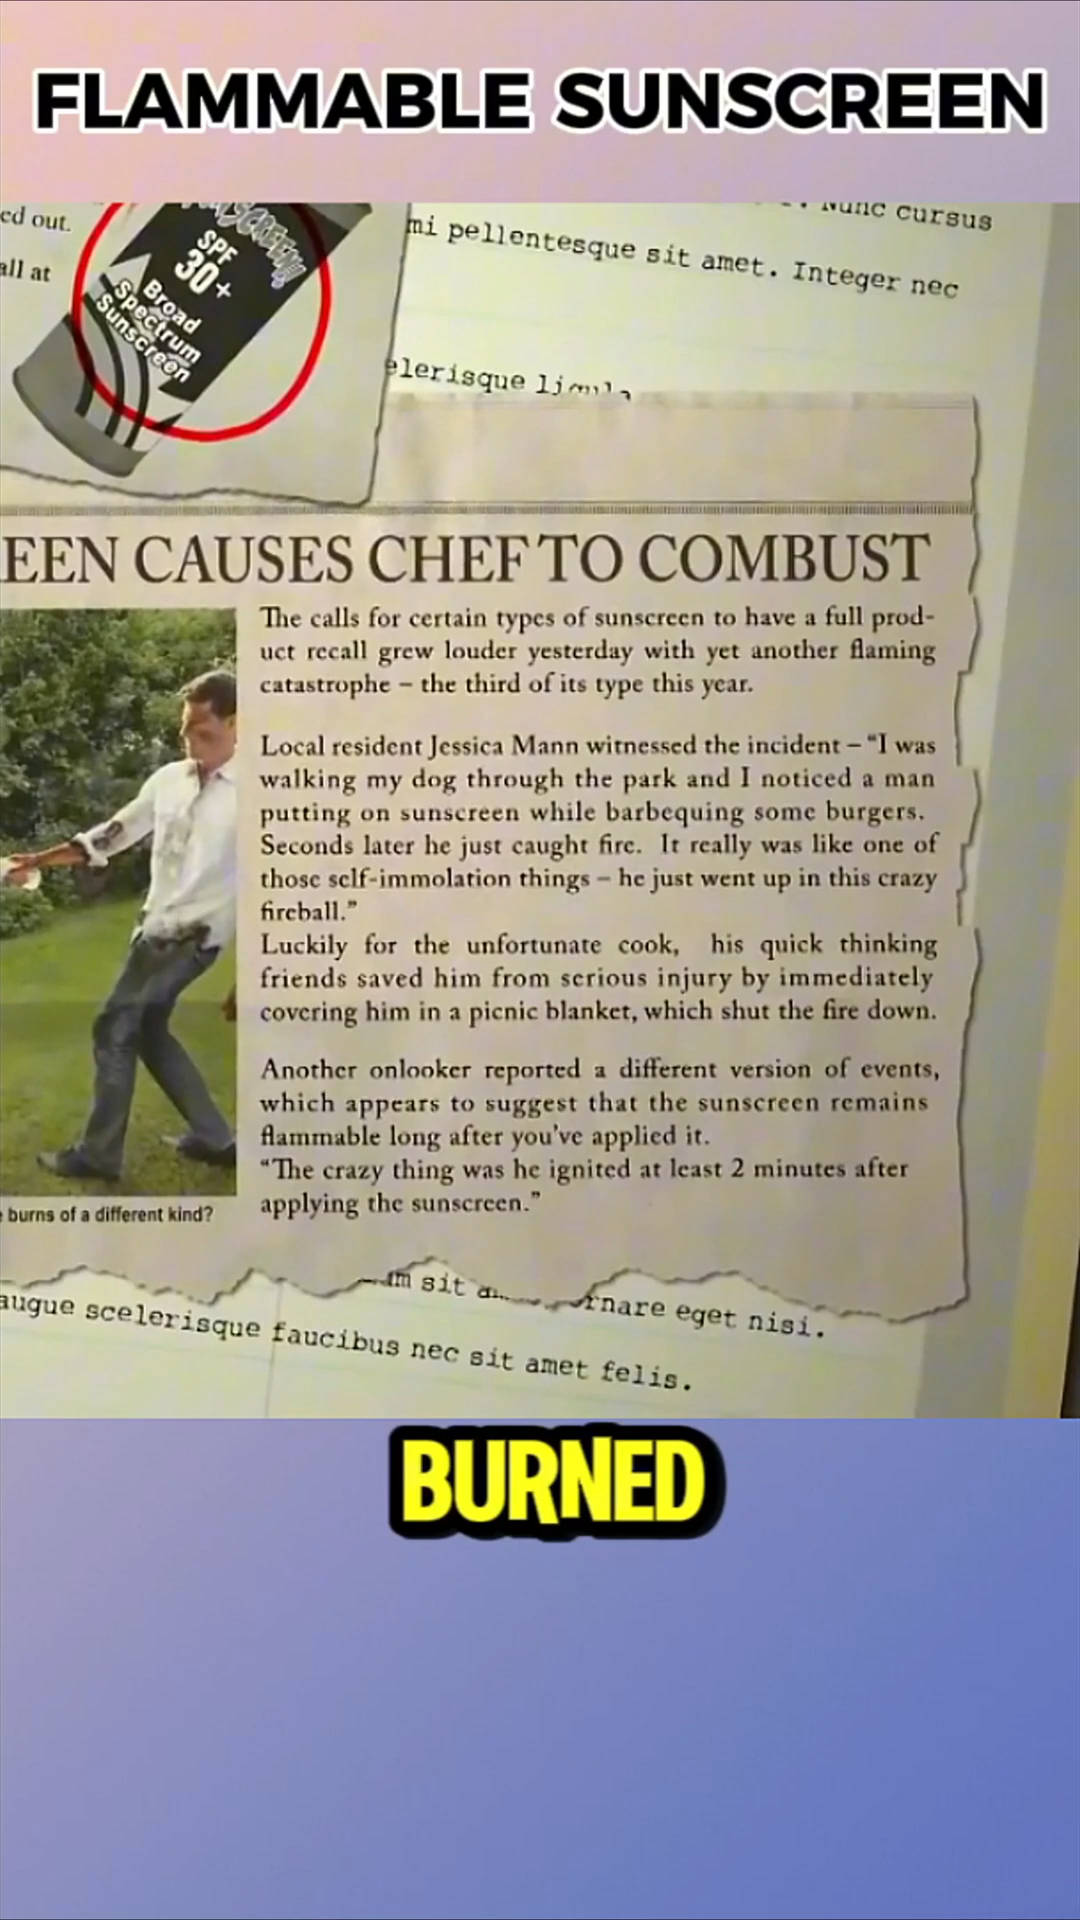 FLAMMABLE SUNSCREEN
ed out.
all at
SPF
30+
Broad
Spectrum
Sunscreen
Nunc cursus
mi pellentesque sit amet. Integer nec
elerisque ligula
EEN CAUSES CHEF TO COMBUST
The calls for certain types of sunscreen to have a full prod-
uct recall grew louder yesterday with yet another flaming
catastrophe – the third of its type this year.
Local resident Jessica Mann witnessed the incident – “I was
walking my dog through the park and I noticed a man
putting on sunscreen while barbequing some burgers.
Seconds later he just caught fire. It really was like one of
those self-immolation things – he just went up in this crazy
fireball.”
Luckily for the unfortunate cook, his quick thinking
friends saved him from serious injury by immediately
covering him in a picnic blanket, which shut the fire down.
Another onlooker reported a different version of events,
which appears to suggest that the sunscreen remains
flammable long after you’ve applied it.
“The crazy thing was he ignited at least 2 minutes after
applying the sunscreen.”
burns of a different kind?
sit
rnare eget nisi.
augue scelerisque faucibus nec sit amet felis.
BURNED